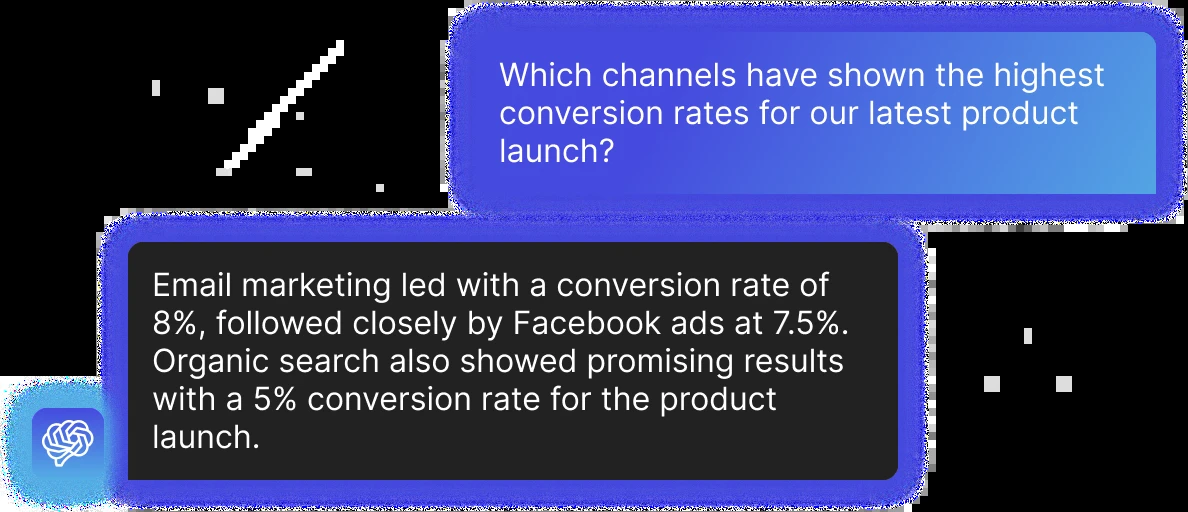 Which channels have shown the highest
conversion rates for our latest product
launch?
Email marketing led with a conversion rate of
8%, followed closely by Facebook ads at 7.5%.
Organic search also showed promising results
with a 5% conversion rate for the product
launch.